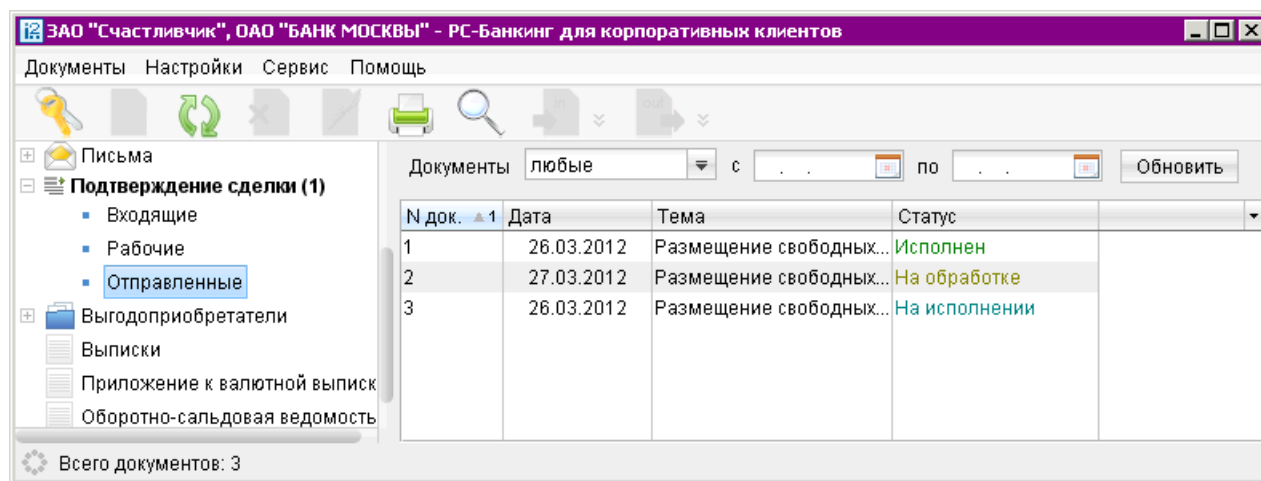 ЗАО "Счастливчик", ОАО "БАНК МОСКВЫ" - РС-Банкинг для корпоративных клиентов
Документы Настройки Сервис Помощь
in out
Письма
Подтверждение сделки (1)
Входящие
Рабочие
Отправленные
Выгодоприобретатели
Выписки
Приложение к валютной выписк
Оборотно-сальдовая ведомость
Документы любые с . . по . . Обновить
N док. 1 Дата Тема Статус
1 26.03.2012 Размещение свободных... Исполнен
2 27.03.2012 Размещение свободных... На обработке
3 26.03.2012 Размещение свободных... На исполнении
Всего документов: 3